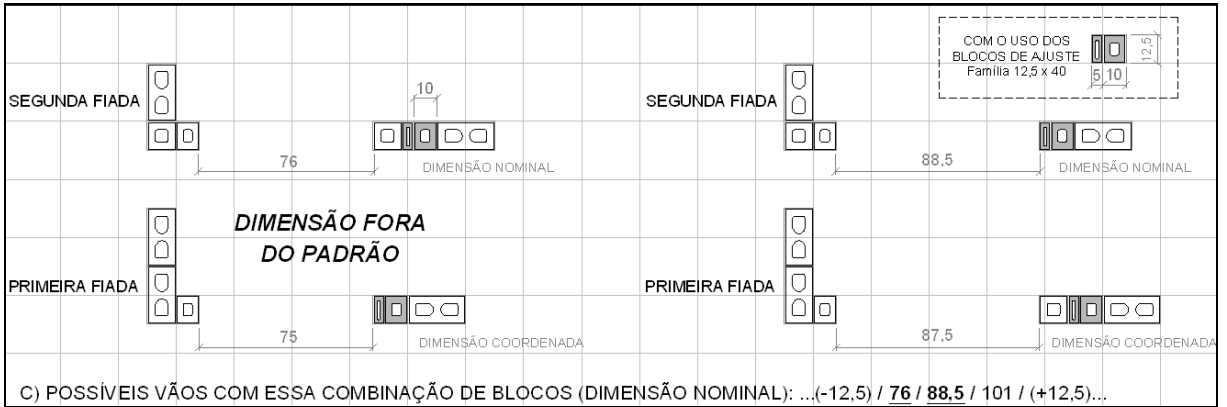 COM O USO DOS
BLOCOS DE AJUSTE
Família 12,5 x 40
12,5
5 10
SEGUNDA FIADA
10
76
DIMENSÃO NOMINAL
SEGUNDA FIADA
88,5
DIMENSÃO NOMINAL
DIMENSÃO FORA
DO PADRÃO
PRIMEIRA FIADA
75
DIMENSÃO COORDENADA
PRIMEIRA FIADA
87,5
DIMENSÃO COORDENADA
C) POSSÍVEIS VÃOS COM ESSA COMBINAÇÃO DE BLOCOS (DIMENSÃO NOMINAL): ...(-12,5) / 76 / 88,5 / 101 / (+12,5)...